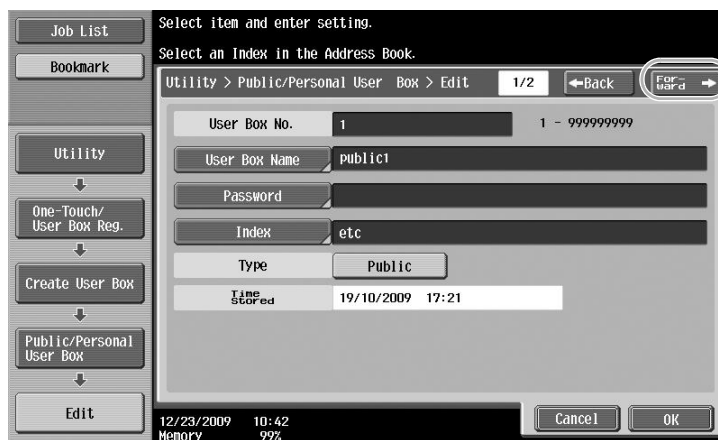 Job List
Bookmark
Utility
One-Touch/
User Box Reg.
Create User Box
Public/Personal
User Box
Edit
Select item and enter setting.
Select an Index in the Address Book.
Utility > Public/Personal User Box > Edit 1/2 ←Back For-
ward →
User Box No. 1 1 - 999999999
User Box Name public1
Password
Index etc
Type Public
Time
Stored 19/10/2009 17:21
12/23/2009 10:42
Memory 99%
Cancel OK